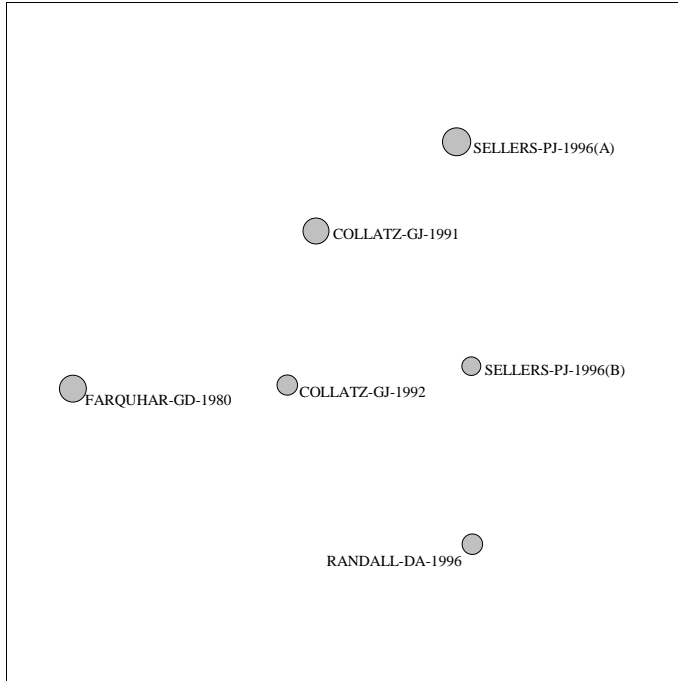 SELLERS-PJ-1996(A)
COLLATZ-GJ-1991
SELLERS-PJ-1996(B)
COLLATZ-GJ-1992
FARQUHAR-GD-1980
RANDALL-DA-1996